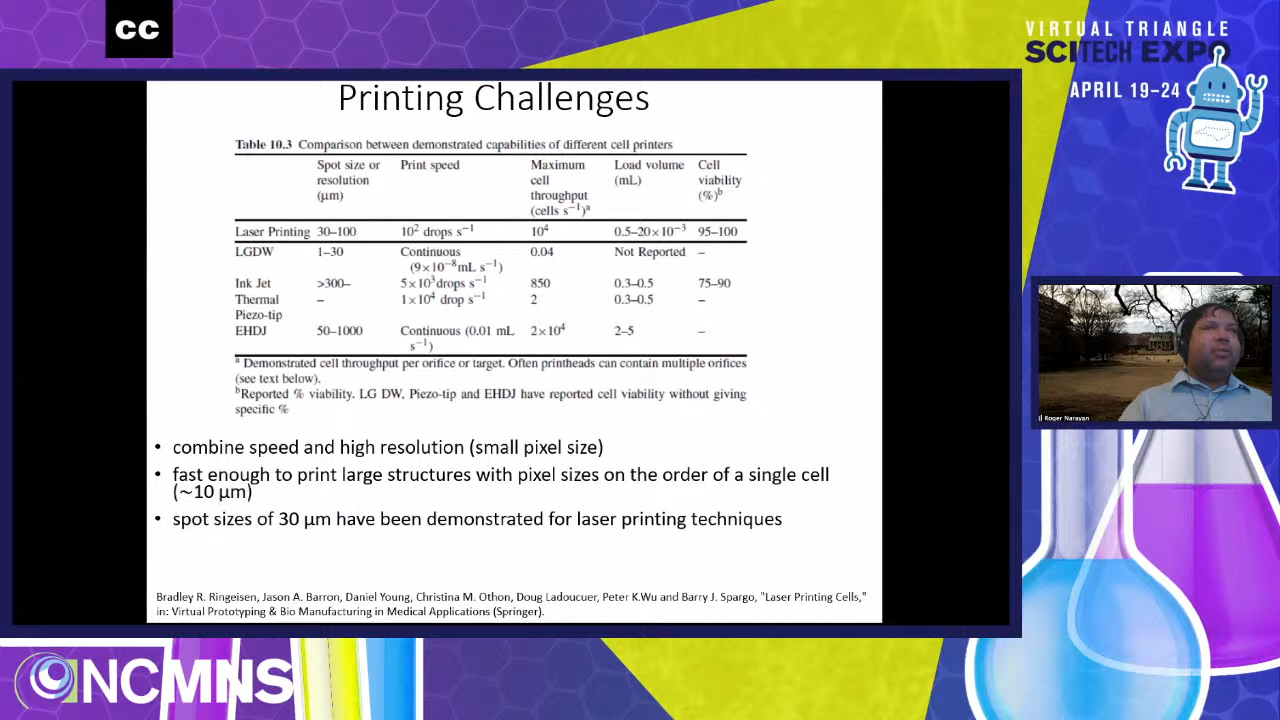 CC
VIRTUAL TRIANGLE
SCITECH EXPO
APRIL 19-24
Printing Challenges
Table 10.3 Comparison between demonstrated capabilities of different cell printers
Spot size or resolution (μm) Print speed Maximum cell throughput (cells s⁻¹)ᵃ Load volume (mL) Cell viability (%)ᵇ
Laser Printing 30–100 10² drops s⁻¹ 10⁴ 0.5–20×10⁻³ 95–100
LGDW 1–30 Continuous (9×10⁻⁸mL s⁻¹) 0.04 Not Reported –
Ink Jet >300– 5×10³drops s⁻¹ 850 0.3–0.5 75–90
Thermal – 1×10⁴ drop s⁻¹ 2 0.3–0.5 –
Piezo-tip
EHDJ 50–1000 Continuous (0.01 mL s⁻¹) 2×10⁴ 2–5 –
ᵃ Demonstrated cell throughput per orifice or target. Often printheads can contain multiple orifices
(see text below).
ᵇReported % viability. LG DW, Piezo-tip and EHDJ have reported cell viability without giving
specific %
• combine speed and high resolution (small pixel size)
• fast enough to print large structures with pixel sizes on the order of a single cell
(~10 μm)
• spot sizes of 30 μm have been demonstrated for laser printing techniques
Bradley R. Ringeisen, Jason A. Barron, Daniel Young, Christina M. Othon, Doug Ladoucuer, Peter K.Wu and Barry J. Spargo, "Laser Printing Cells,"
in: Virtual Prototyping & Bio Manufacturing in Medical Applications (Springer).
Roger Narayan
NCMNS